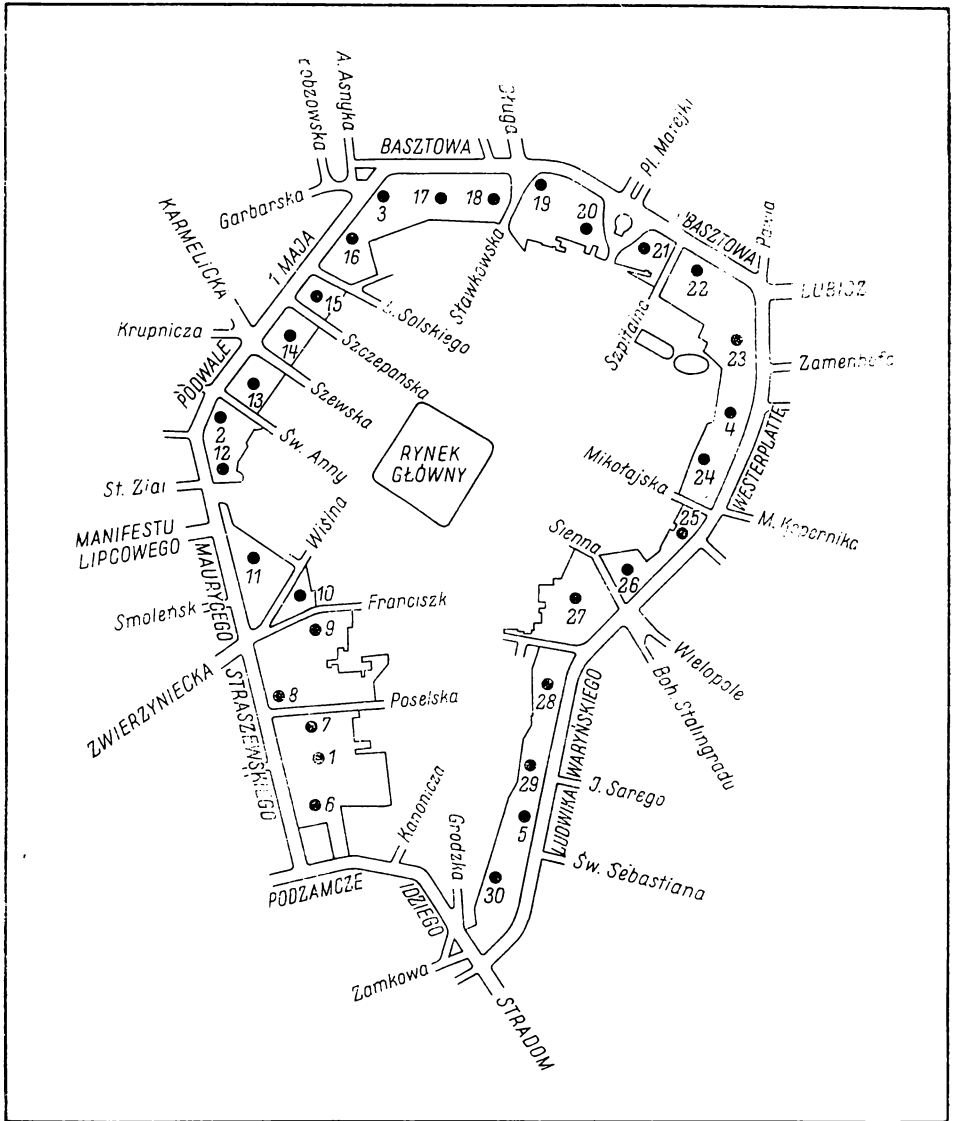 A. Asnyka
Długa
BASZTOWA
Pl. Matejki
Garbarska
3
17
18
19
20
BASZTOWA
Pawia
KARMELICKA
1 MAJA
16
Sławkowska
21
22
LUBICZ
15
L. Solskiego
Szpitalna
Krupnicza
14
Szczepańska
23
Zamenhofa
PODWALE
13
Szewska
4
2
Św. Anny
RYNEK
GŁÓWNY
WESTERPLATTE
12
Mikołajska
24
St. Ziai
Wiślna
25
M. Kopernika
MANIFESTU
LIPCOWEGO
Sienna
11
26
MAURYCEGO
10
27
Smoleńsk
Franciszk
9
Wielopole
ZWIERZYNIECKA
STRASZEWSKIEGO
8
Poselska
28
Boh. Stalingradu
7
WARYŃSKIEGO
1
29
J. Sarego
6
Kanonicza
5
LUDWIKA
Grodzka
Św. Sebastiana
PODZAMCZE
30
IDZIEGO
Zamkowa
STRADOM